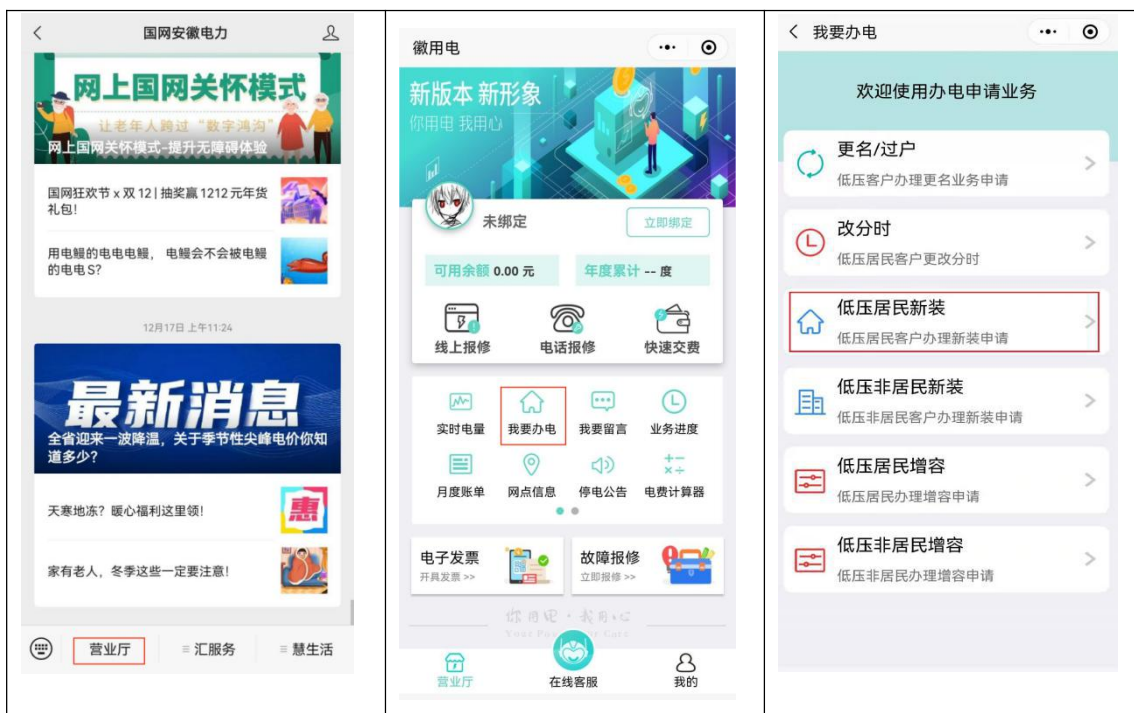 国网安徽电力
网上国网关怀模式
让老年人跨过“数字鸿沟”
网上国网关怀模式-提升无障碍体验
国网狂欢节 x 双 12| 抽奖赢 1212 元年货
礼包!
用电鳗的电电电鳗， 电鳗会不会被电鳗
的电电 S?
12月17日 上午11:24
最新消息
全省迎来一波降温，关于季节性尖峰电价你知
道多少?
天寒地冻? 暖心福利这里领!
惠
家有老人，冬季这些一定要注意!
营业厅
汇服务
慧生活
徽用电
新版本 新形象
你用电 我用心
未绑定
立即绑定
可用余额 0.00 元
年度累计 -- 度
线上报修
电话报修
快速交费
实时电量
我要办电
我要留言
业务进度
月度账单
网点信息
停电公告
电费计算器
电子发票
开具发票 >>
故障报修
立即报修 >>
你用电·我用心
营业厅
在线客服
我的
我要办电
欢迎使用办电申请业务
更名/过户
低压客户办理更名业务申请
改分时
低压居民客户更改分时
低压居民新装
低压居民客户办理新装申请
低压非居民新装
低压非居民客户办理新装申请
低压居民增容
低压居民办理增容申请
低压非居民增容
低压非居民办理增容申请